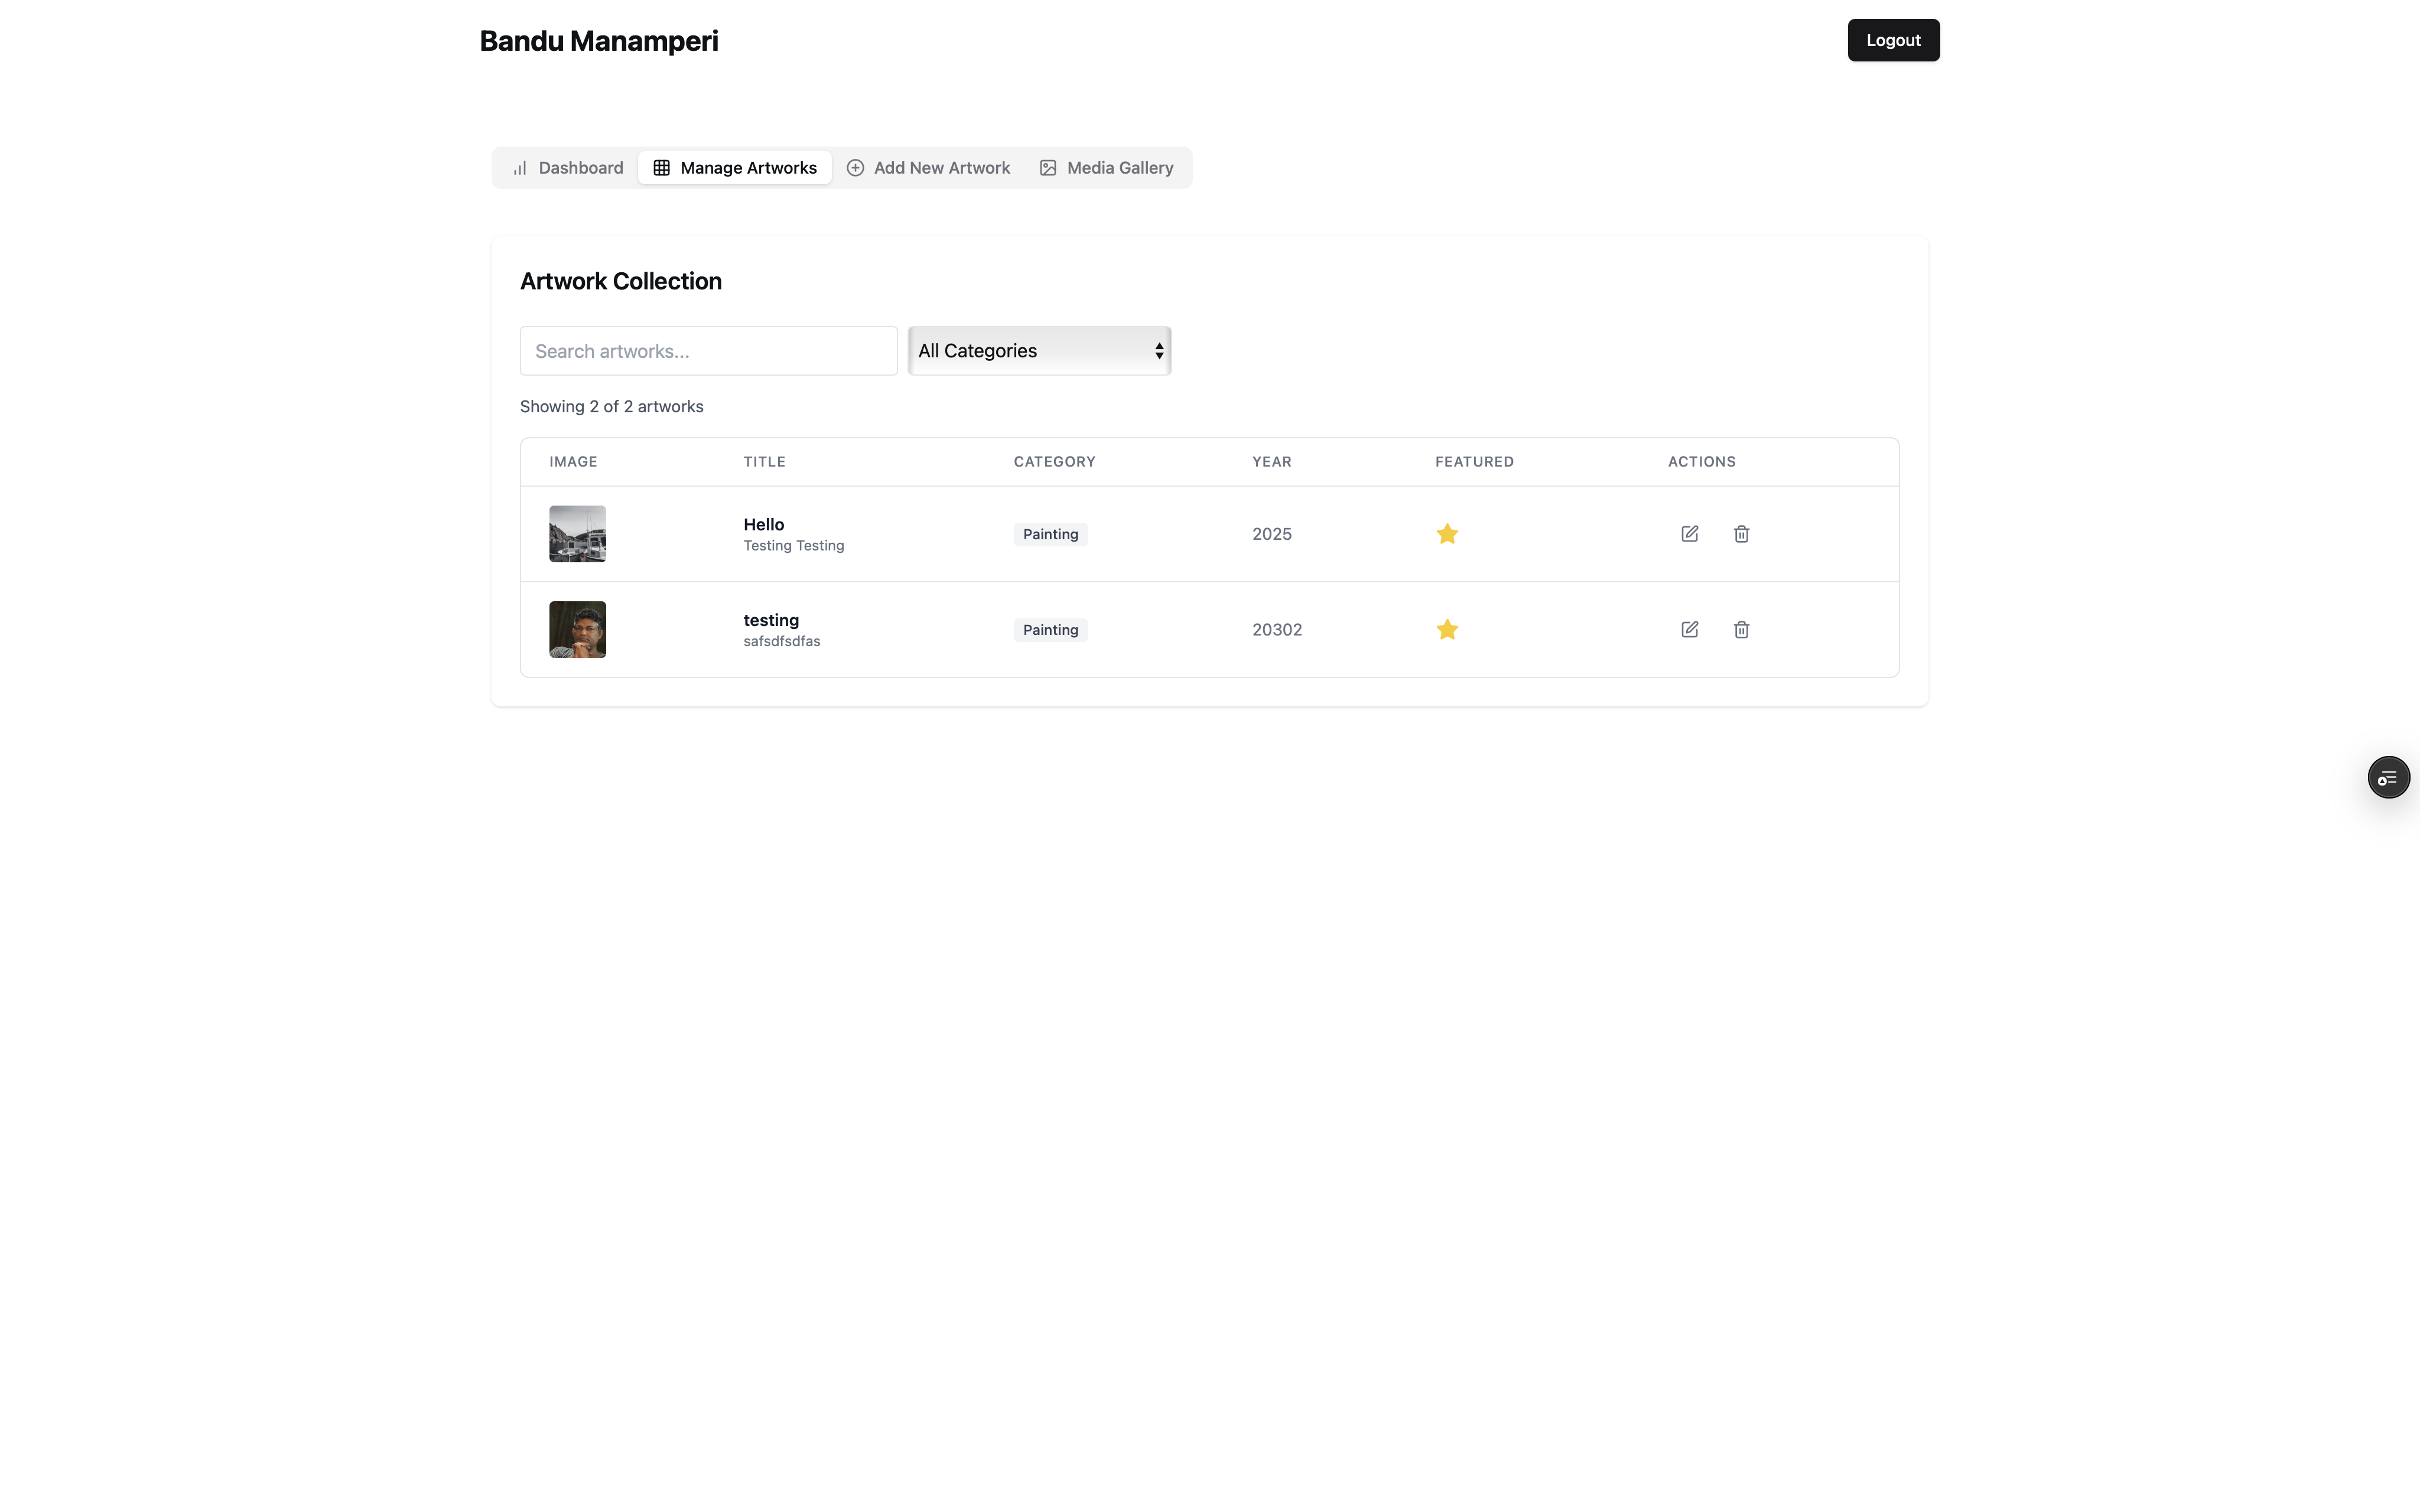 Bandu Manamperi
Logout
Dashboard Manage Artworks Add New Artwork Media Gallery
Artwork Collection
Search artworks... All Categories
Showing 2 of 2 artworks
IMAGE TITLE CATEGORY YEAR FEATURED ACTIONS
Hello
Testing Testing
Painting 2025
testing
safsdfsdfas
Painting 20302